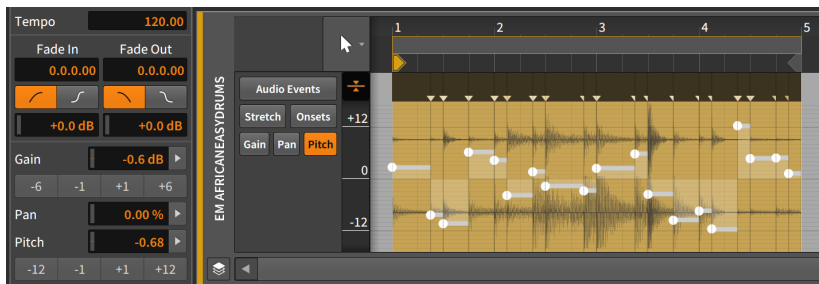 Tempo 120.00
Fade In Fade Out
0.0.0.00 0.0.0.00
+0.0 dB +0.0 dB
Gain -0.6 dB
-6 -1 +1 +6
Pan 0.00 %
Pitch -0.68
-12 -1 +1 +12
EM AFRICANEASYDRUMS
Audio Events
Stretch Onsets
Gain Pan Pitch
1 2 3 4 5
+12
0
-12